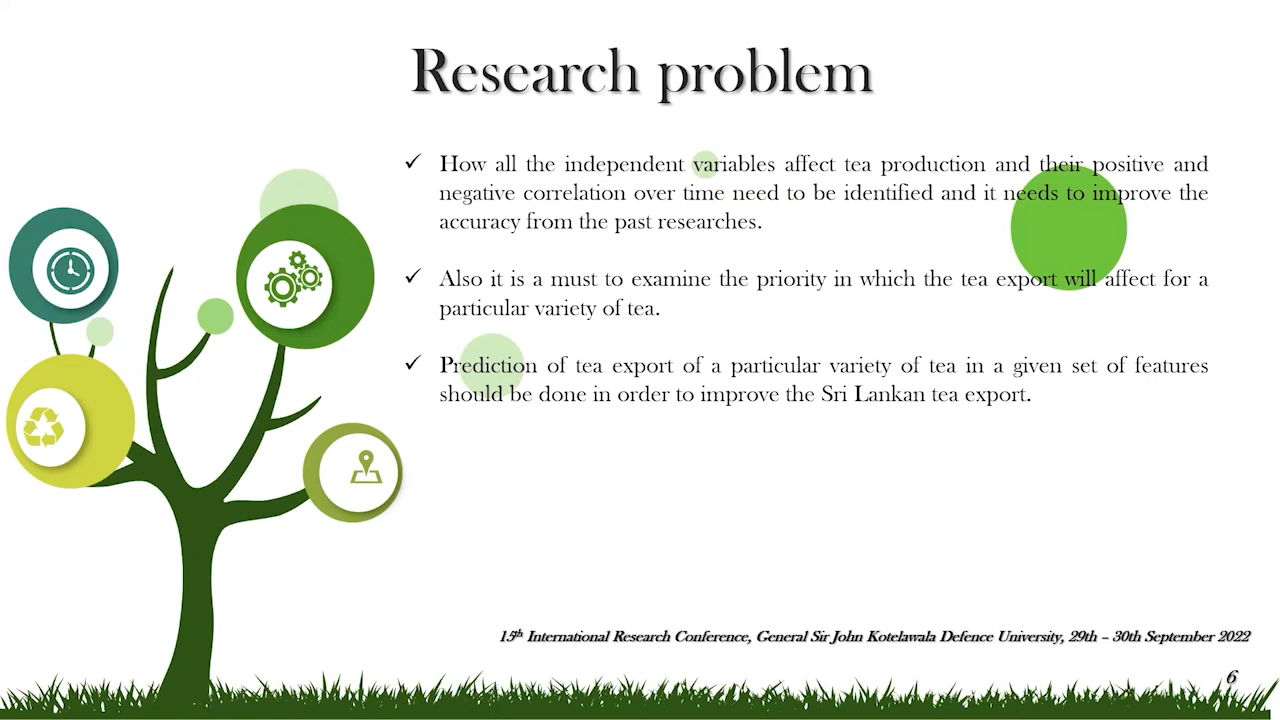 Research problem
✓ How all the independent variables affect tea production and their positive and
negative correlation over time need to be identified and it needs to improve the
accuracy from the past researches.
✓ Also it is a must to examine the priority in which the tea export will affect for a
particular variety of tea.
✓ Prediction of tea export of a particular variety of tea in a given set of features
should be done in order to improve the Sri Lankan tea export.
15th International Research Conference, General Sir John Kotelawala Defence University, 29th – 30th September 2022
6